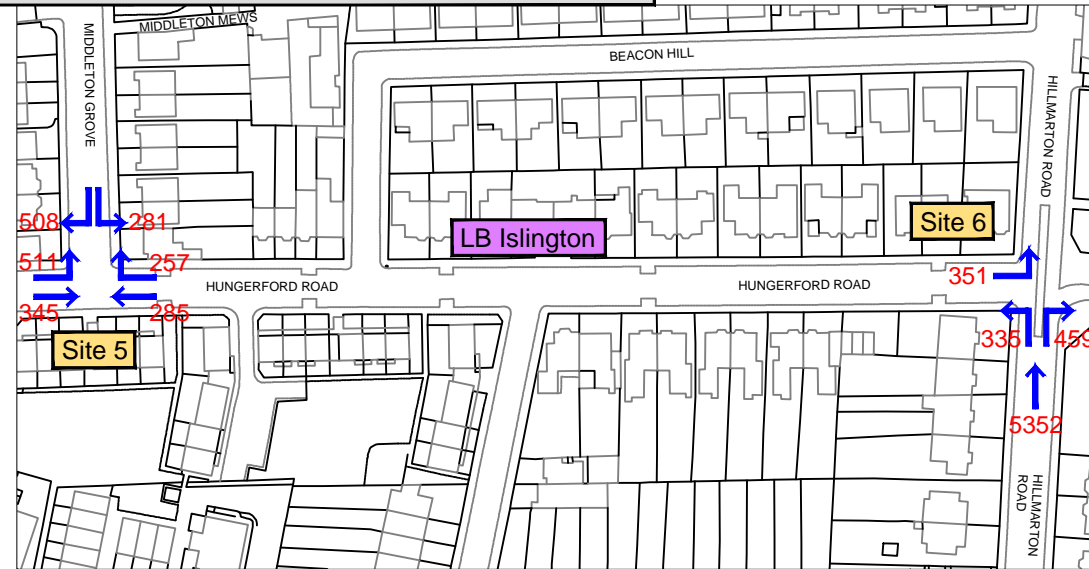 MIDDLETON MEWS
MIDDLETON GROVE
BEACON HILL
HILLMARTON ROAD
508
281
LB Islington
Site 6
511
257
351
HUNGERFORD ROAD
HUNGERFORD ROAD
345
285
335
459
Site 5
5352
HILLMARTON
ROAD